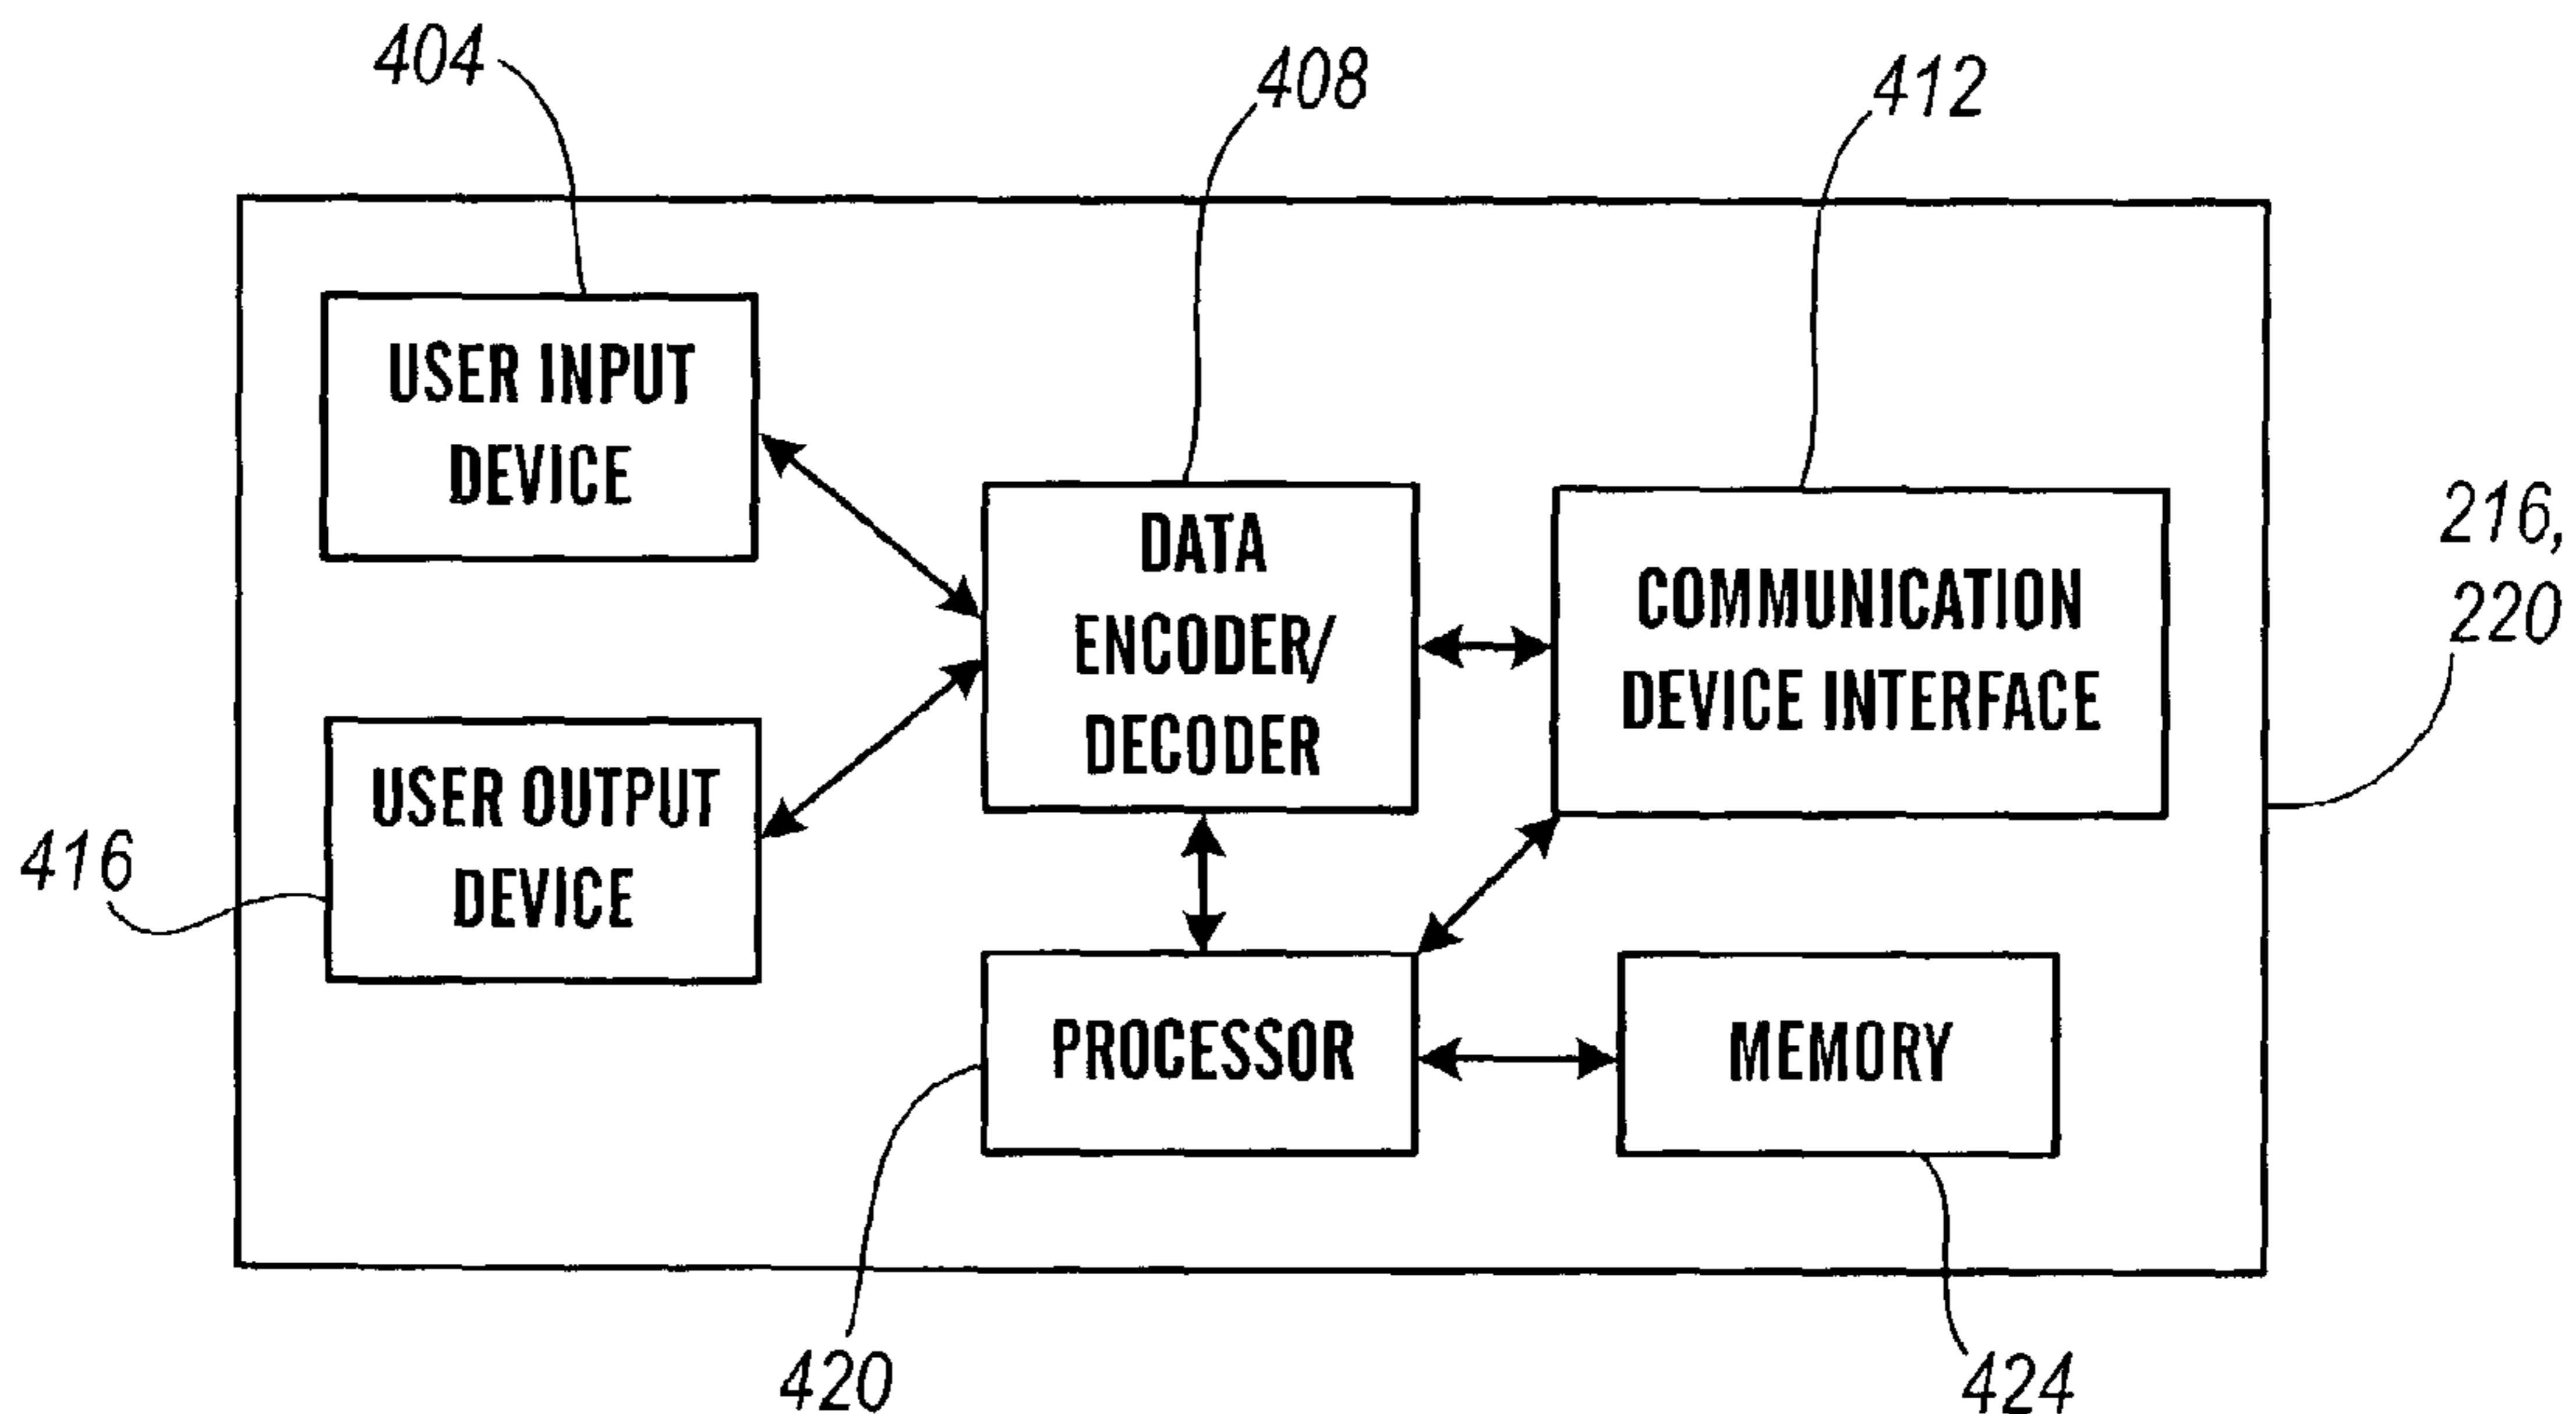 404
408
412
USER INPUT
DEVICE
DATA
ENCODER/
DECODER
COMMUNICATION
DEVICE INTERFACE
216,
220
USER OUTPUT
DEVICE
416
PROCESSOR
MEMORY
420
424